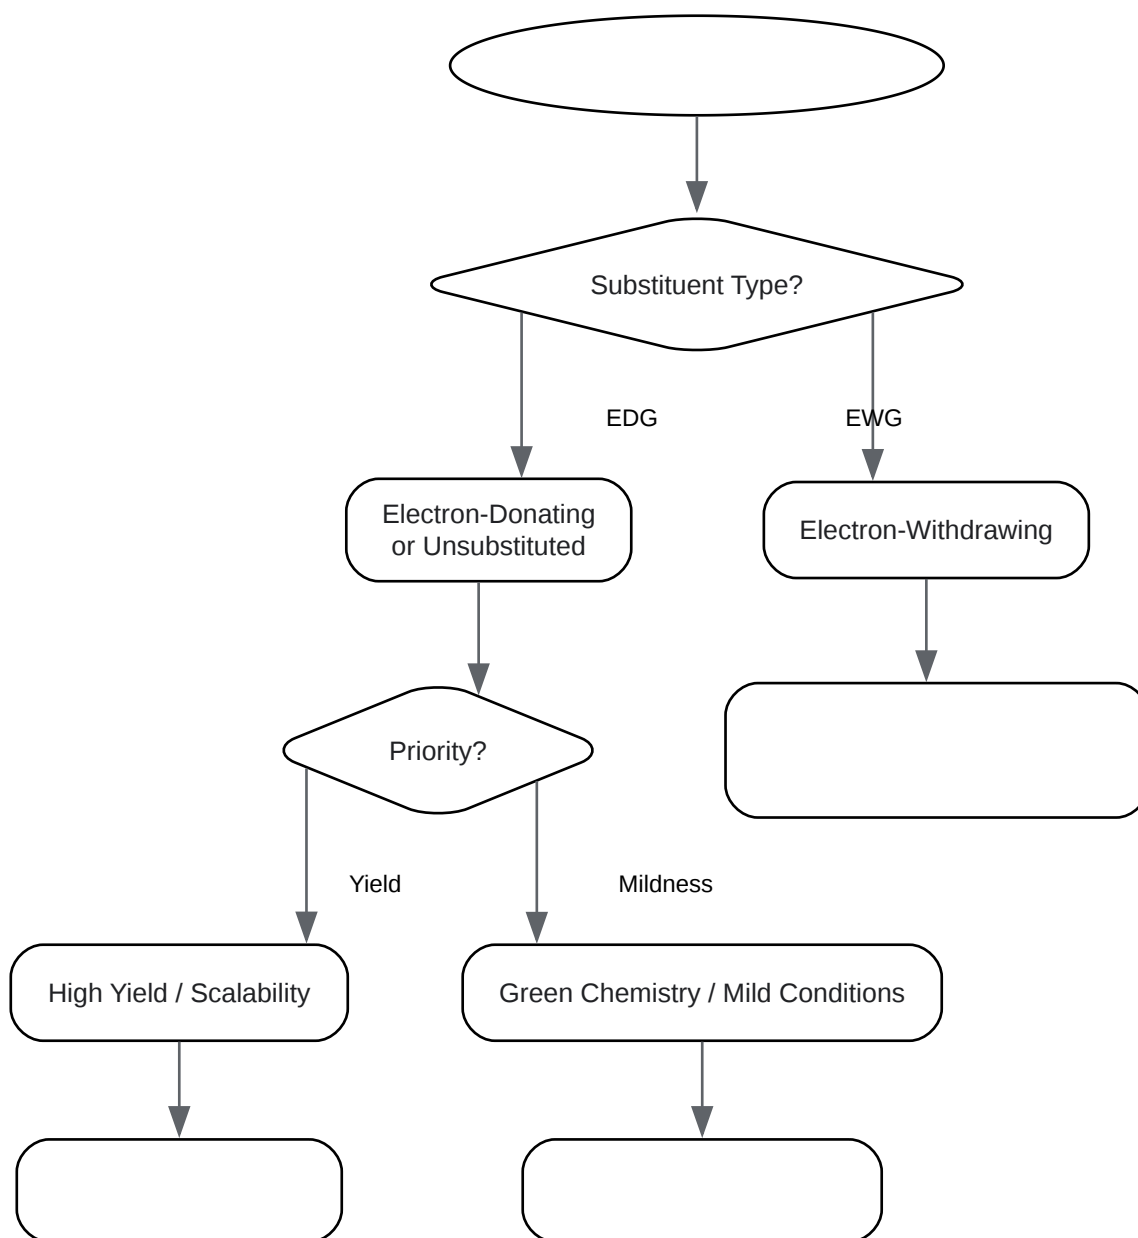 Substituent Type?
EDG
EWG
Electron-Donating
or Unsubstituted
Electron-Withdrawing
Priority?
Yield
Mildness
High Yield / Scalability
Green Chemistry / Mild Conditions